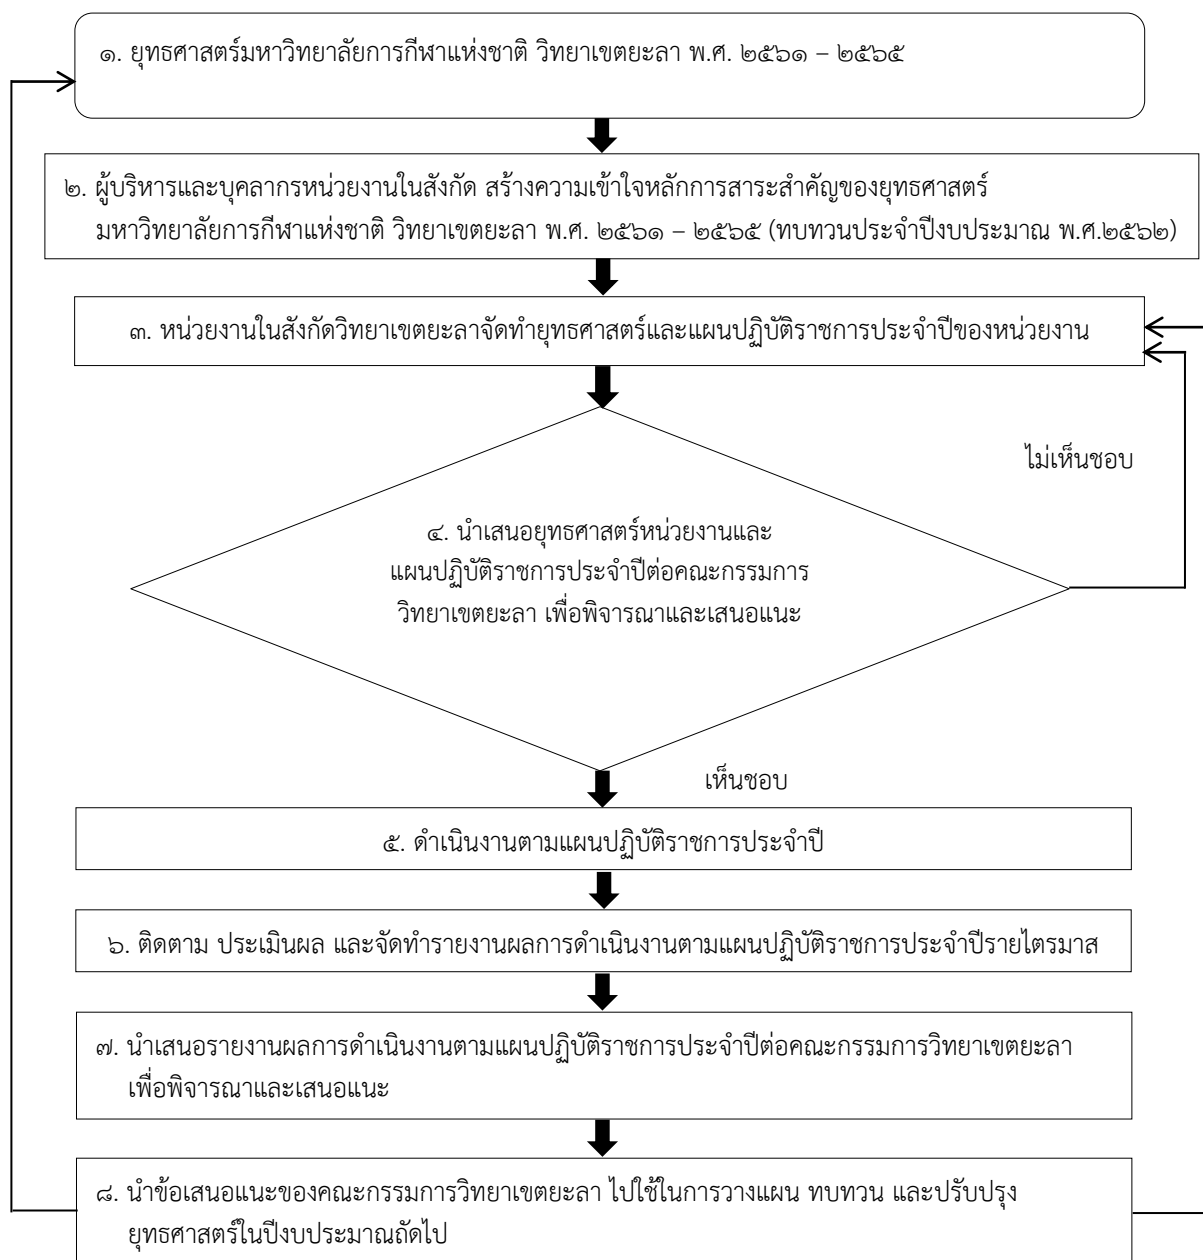 ๑. ยุทธศาสตร์มหาวิทยาลัยการกีฬาแห่งชาติ วิทยาเขตยะลา พ.ศ. ๒๕๖๑ – ๒๕๖๕
๒. ผู้บริหารและบุคลากรหน่วยงานในสังกัด สร้างความเข้าใจหลักการสาระสำคัญของยุทธศาสตร์
มหาวิทยาลัยการกีฬาแห่งชาติ วิทยาเขตยะลา พ.ศ. ๒๕๖๑ – ๒๕๖๕ (ทบทวนประจำปีงบประมาณ พ.ศ.๒๕๖๒)
๓. หน่วยงานในสังกัดวิทยาเขตยะลาจัดทำยุทธศาสตร์และแผนปฏิบัติราชการประจำปีของหน่วยงาน
ไม่เห็นชอบ
๔. นำเสนอยุทธศาสตร์หน่วยงานและ
แผนปฏิบัติราชการประจำปีต่อคณะกรรมการ
วิทยาเขตยะลา เพื่อพิจารณาและเสนอแนะ
เห็นชอบ
๕. ดำเนินงานตามแผนปฏิบัติราชการประจำปี
๖. ติดตาม ประเมินผล และจัดทำรายงานผลการดำเนินงานตามแผนปฏิบัติราชการประจำปีรายไตรมาส
๗. นำเสนอรายงานผลการดำเนินงานตามแผนปฏิบัติราชการประจำปีต่อคณะกรรมการวิทยาเขตยะลา
เพื่อพิจารณาและเสนอแนะ
๘. นำข้อเสนอแนะของคณะกรรมการวิทยาเขตยะลา ไปใช้ในการวางแผน ทบทวน และปรับปรุง
ยุทธศาสตร์ในปีงบประมาณถัดไป